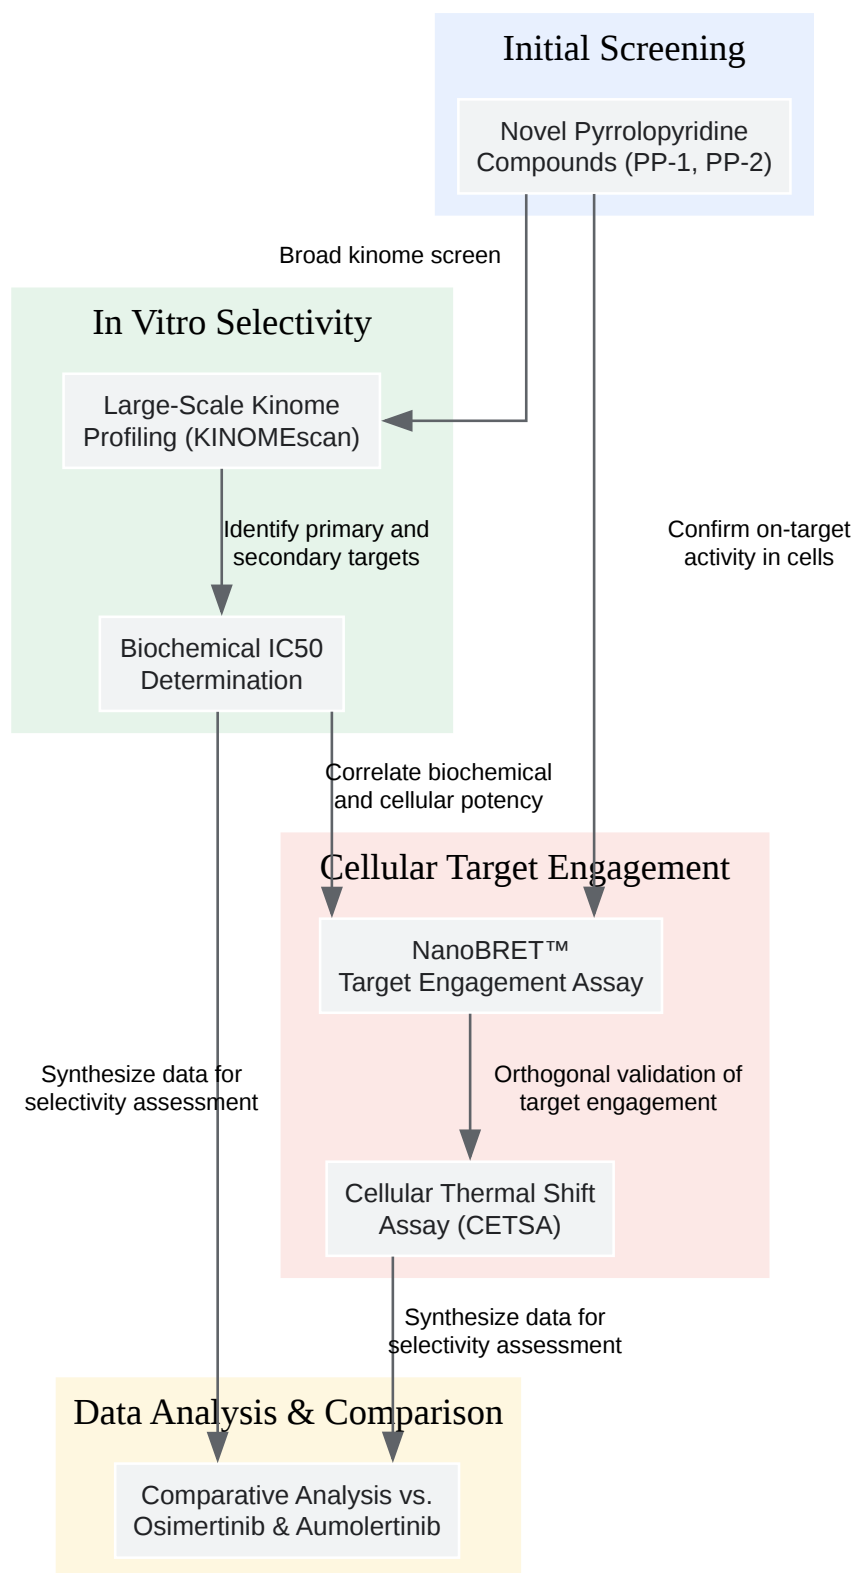 Initial Screening
Novel Pyrrolopyridine
Compounds (PP-1, PP-2)
Broad kinome screen
In Vitro Selectivity
Large-Scale Kinome
Profiling (KINOMEscan)
Identify primary and
secondary targets
Confirm on-target
activity in cells
Biochemical IC50
Determination
Correlate biochemical
and cellular potency
Cellular Target Engagement
NanoBRET™
Target Engagement Assay
Synthesize data for
selectivity assessment
Orthogonal validation of
target engagement
Cellular Thermal Shift
Assay (CETSA)
Synthesize data for
selectivity assessment
Data Analysis & Comparison
Comparative Analysis vs.
Osimertinib & Aumolertinib